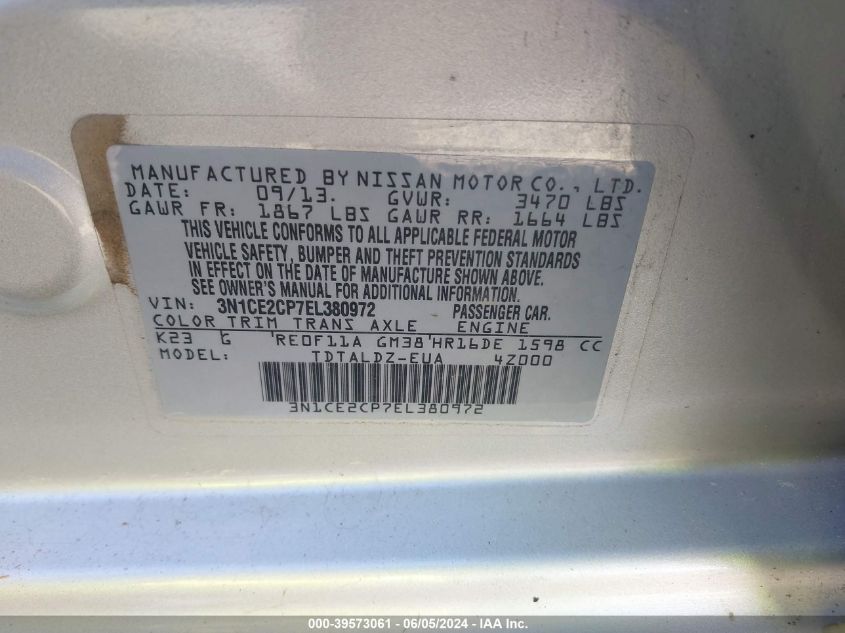 MANUFACTURED BY NISSAN MOTOR CO., LTD.
DATE: 09/13. GVWR: 3470 LBS
GAWR FR: 1867 LBS GAWR RR: 1664 LBS
THIS VEHICLE CONFORMS TO ALL APPLICABLE FEDERAL MOTOR
VEHICLE SAFETY, BUMPER AND THEFT PREVENTION STANDARDS
IN EFFECT ON THE DATE OF MANUFACTURE SHOWN ABOVE.
SEE OWNER'S MANUAL FOR ADDITIONAL INFORMATION.
VIN: 3N1CE2CP7EL380972 PASSENGER CAR.
COLOR TRIM TRANS AXLE ENGINE
K23 G 'RE0F11A GM38'HR16DE 1598 CC
MODEL: TDTALDZ-EUA 4Z000
3N1CE2CP7EL380972
000-39573061 - 06/05/2024 - IAA Inc.